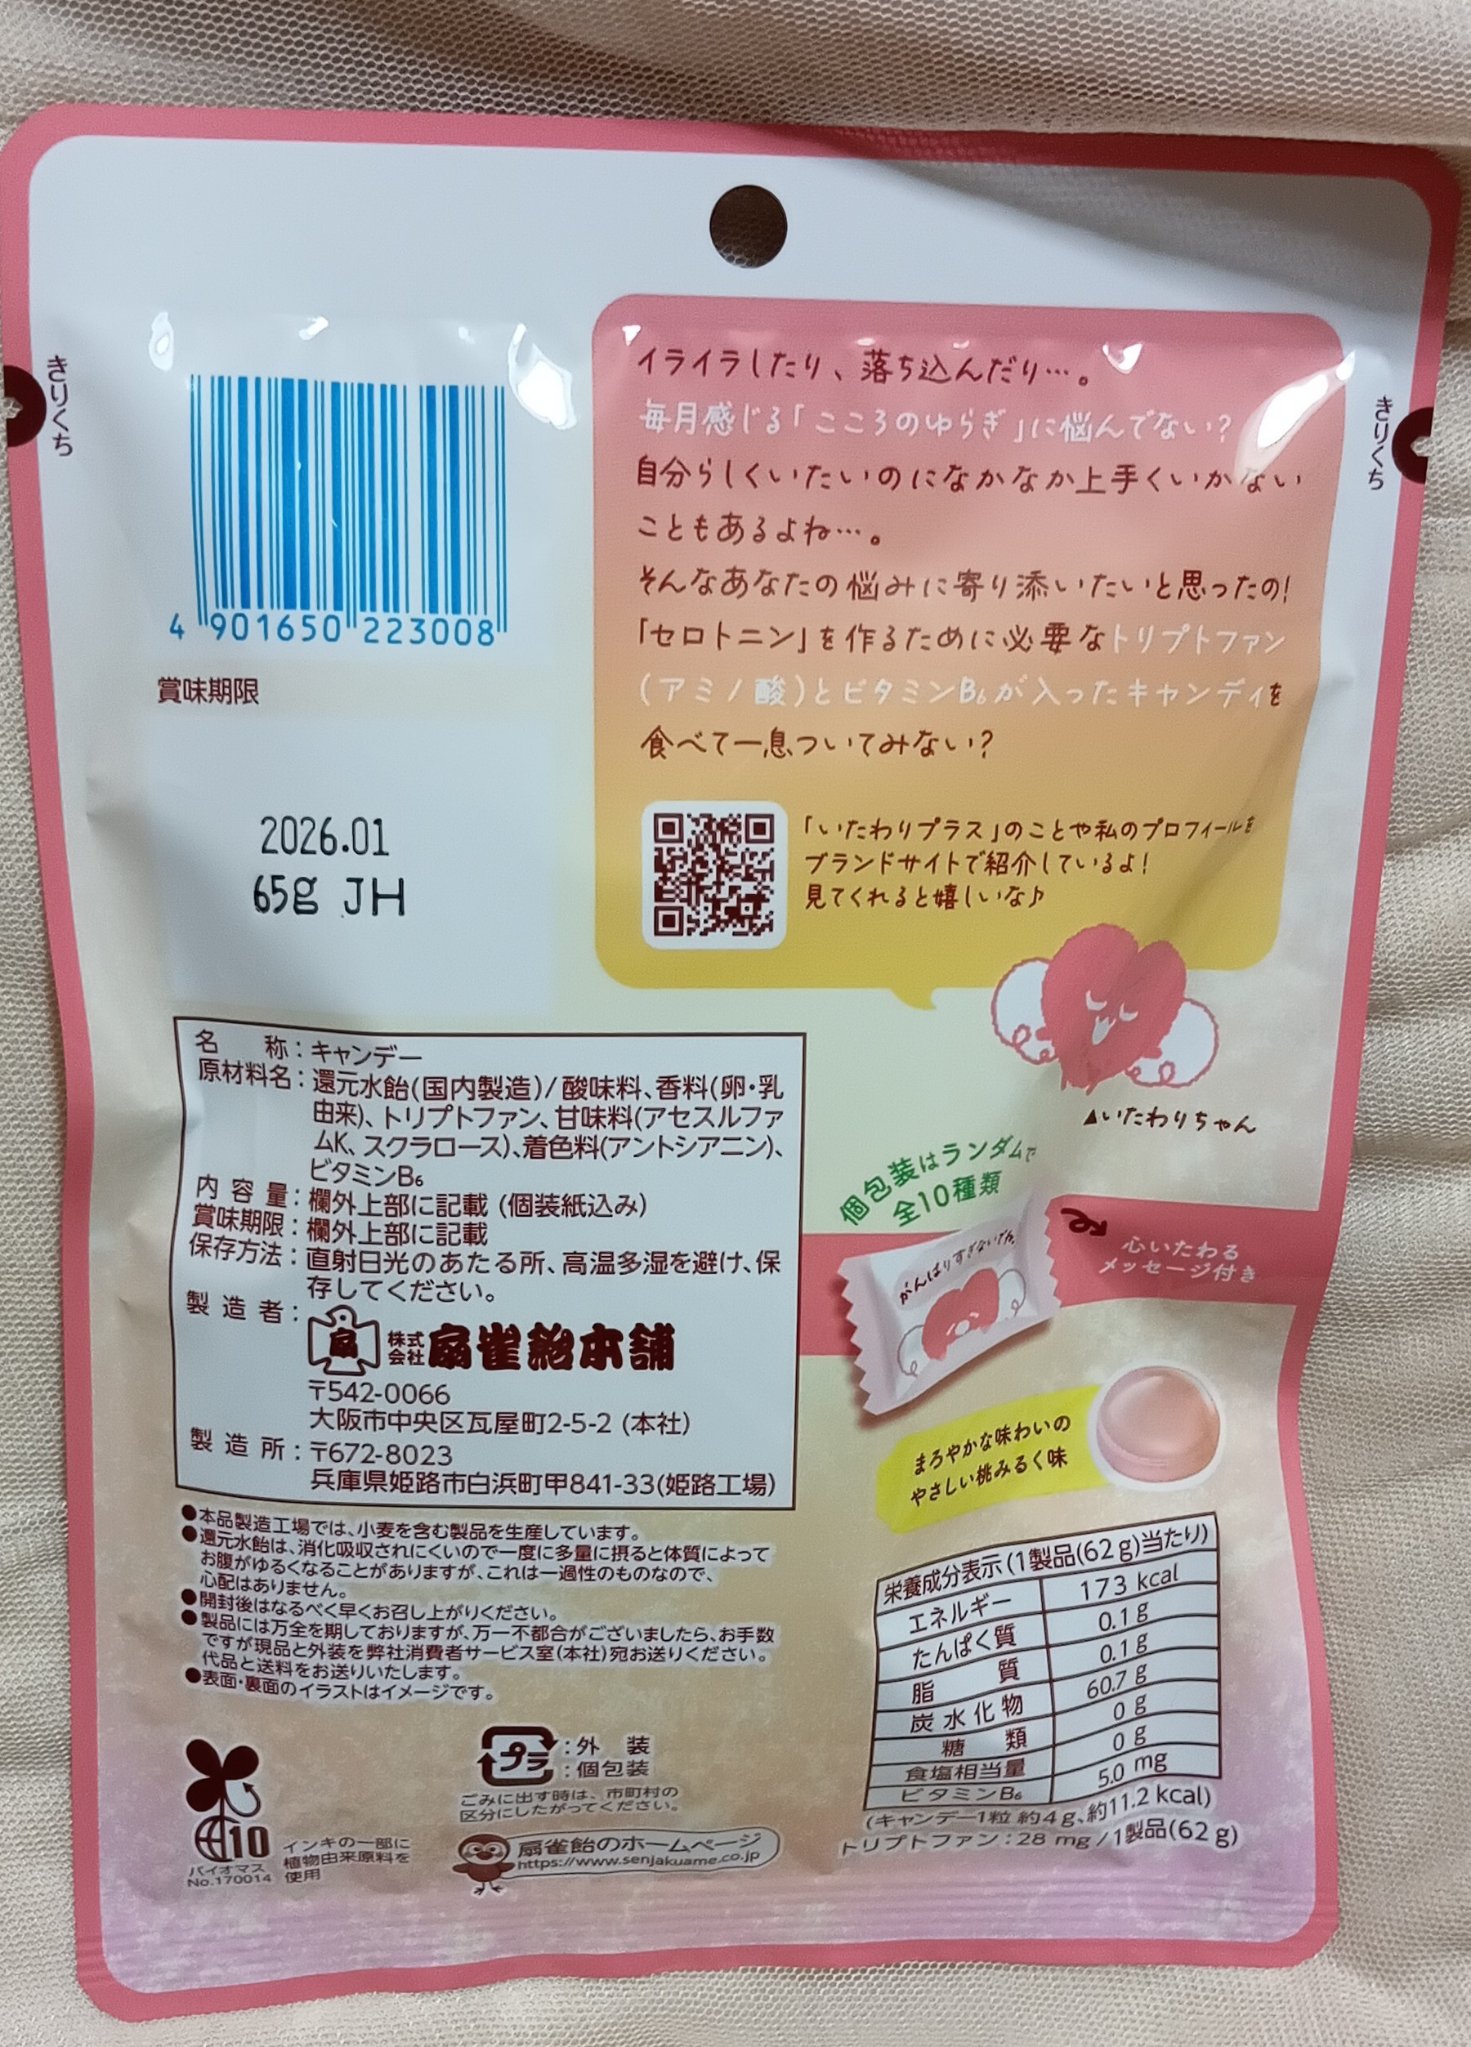 きりくち
きりくち
4 901650 223008
賞味期限
2026.01
65g JH
イライラしたり、落ち込んだり…。
毎月感じる「こころのゆらぎ」に悩んでない?
自分らしくいたいのになかなか上手くいかない
こともあるよね…。
そんなあなたの悩みに寄り添いたいと思ったの!
「セロトニン」を作るために必要なトリプトファン
(アミノ酸)とビタミンB₆が入ったキャンディを
食べて一息ついてみない?
「いたわりプラス」のことや私のプロフィールを
ブランドサイトで紹介しているよ!
見てくれると嬉しいな♪
▲いたわりちゃん
名称:キャンデー
原材料名:還元水飴(国内製造)/酸味料、香料(卵・乳
由来)、トリプトファン、甘味料(アセスルファ
ムK、スクラロース)、着色料(アントシアニン)、
ビタミンB₆
内容量:欄外上部に記載 (個装紙込み)
賞味期限:欄外上部に記載
保存方法:直射日光のあたる所、高温多湿を避け、保
存してください。
製造者:扇 株式会社 扇雀飴本舗
〒542-0066
大阪市中央区瓦屋町2-5-2 (本社)
製造所:〒672-8023
兵庫県姫路市白浜町甲841-33(姫路工場)
個包装はランダムで
全10種類
がんばりすぎないでね
心いたわる
メッセージ付き
まろやかな味わいの
やさしい桃みるく味
●本品製造工場では、小麦を含む製品を生産しています。
●還元水飴は、消化吸収されにくいので一度に多量に摂ると体質によって
お腹がゆるくなることがありますが、これは一過性のものなので、
心配はありません。
●開封後はなるべく早くお召し上がりください。
●製品には万全を期しておりますが、万一不都合がございましたら、お手数
ですが現品と外装を弊社消費者サービス室(本社)宛お送りください。
代品と送料をお送りいたします。
●表面・裏面のイラストはイメージです。
栄養成分表示(1製品(62g)当たり)
エネルギー 173 kcal
たんぱく質 0.1 g
脂質 0.1 g
炭水化物 60.7 g
糖類 0 g
食塩相当量 0 g
ビタミンB₆ 5.0 mg
(キャンデー1粒 約4g、約11.2 kcal)
トリプトファン:28 mg/1製品(62g)
10
バイオマス
No.170014
インキの一部に
植物由来原料を
使用
プラ
:外装
:個包装
ごみに出す時は、市町村の
区分にしたがってください。
扇雀飴のホームページ
https://www.senjakuame.co.jp